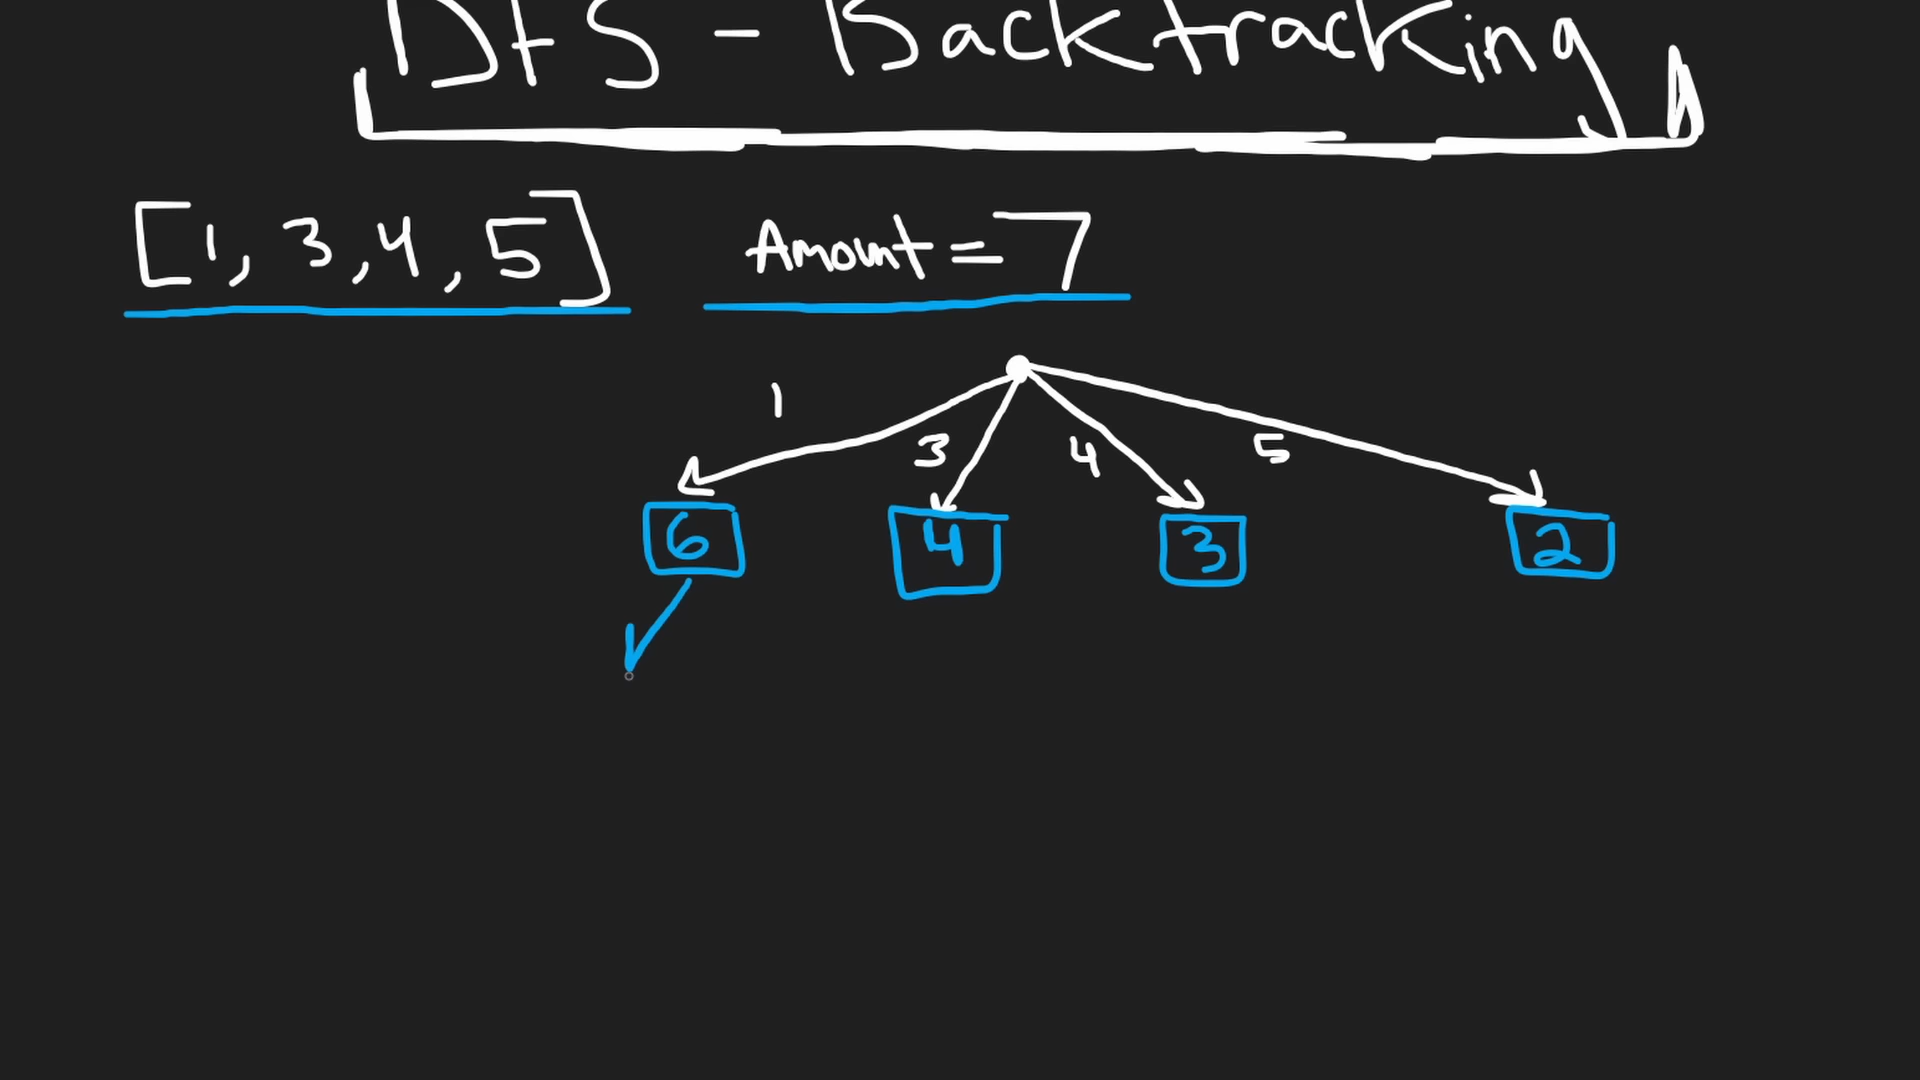 DFS - Backtracking
[1, 3, 4, 5] Amount = 7
1
3 4 5
6 4 3 2